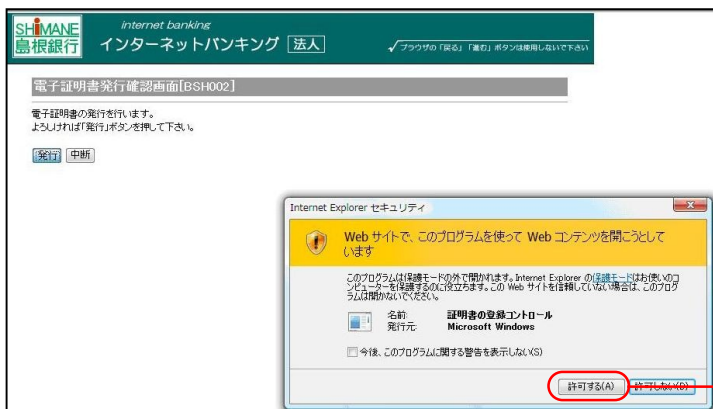 SHIMANE
島根銀行
internet banking
インターネットバンキング 法人
✓ブラウザの「戻る」「進む」ボタンは使用しないで下さい
電子証明書発行確認画面[BSH002]
電子証明書の発行を行います。
よろしければ「発行」ボタンを押して下さい。
発行 中断
Internet Explorer セキュリティ
Web サイトで、このプログラムを使って Web コンテンツを開こうとして
います
このプログラムは保護モードの外で開かれます。Internet Explorer の保護モードはお使いのコ
ンピューターを保護するのに役立ちます。この Web サイトを信頼していない場合は、このプログ
ラムは開かないでください。
名前: 証明書の登録コントロール
発行元: Microsoft Windows
今後、このプログラムに関する警告を表示しない(S)
許可する(A) 許可しない(D)